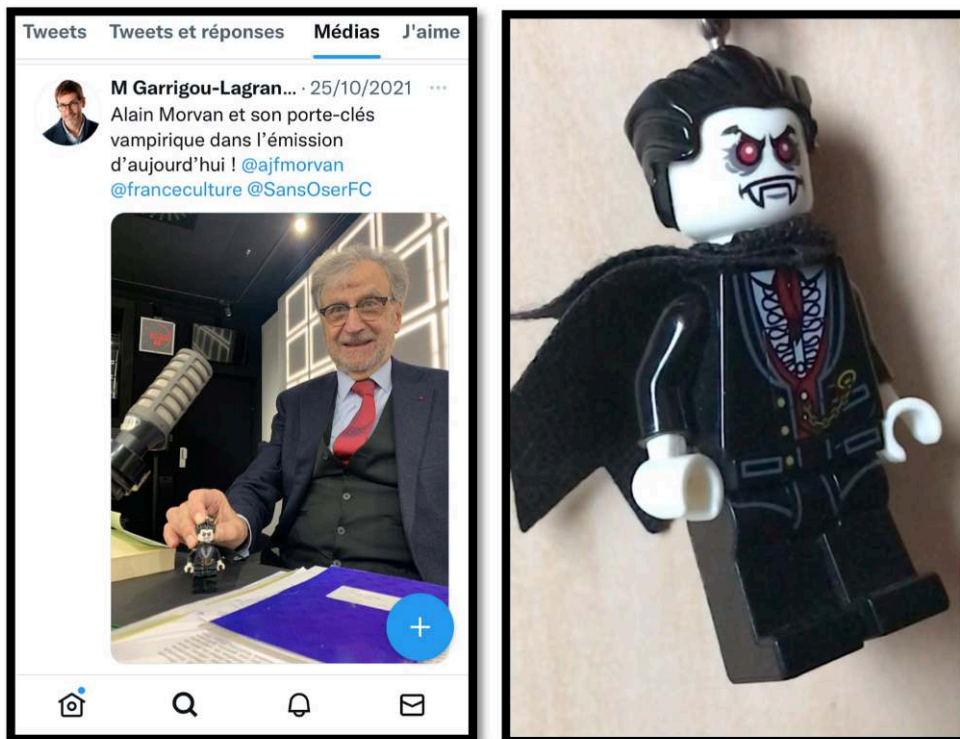 Tweets Tweets et réponses Médias J'aime
M Garrigou-Lagran... · 25/10/2021 ...
Alain Morvan et son porte-clés
vampirique dans l'émission
d'aujourd'hui ! @ajfmorvan
@franceculture @SansOserFC